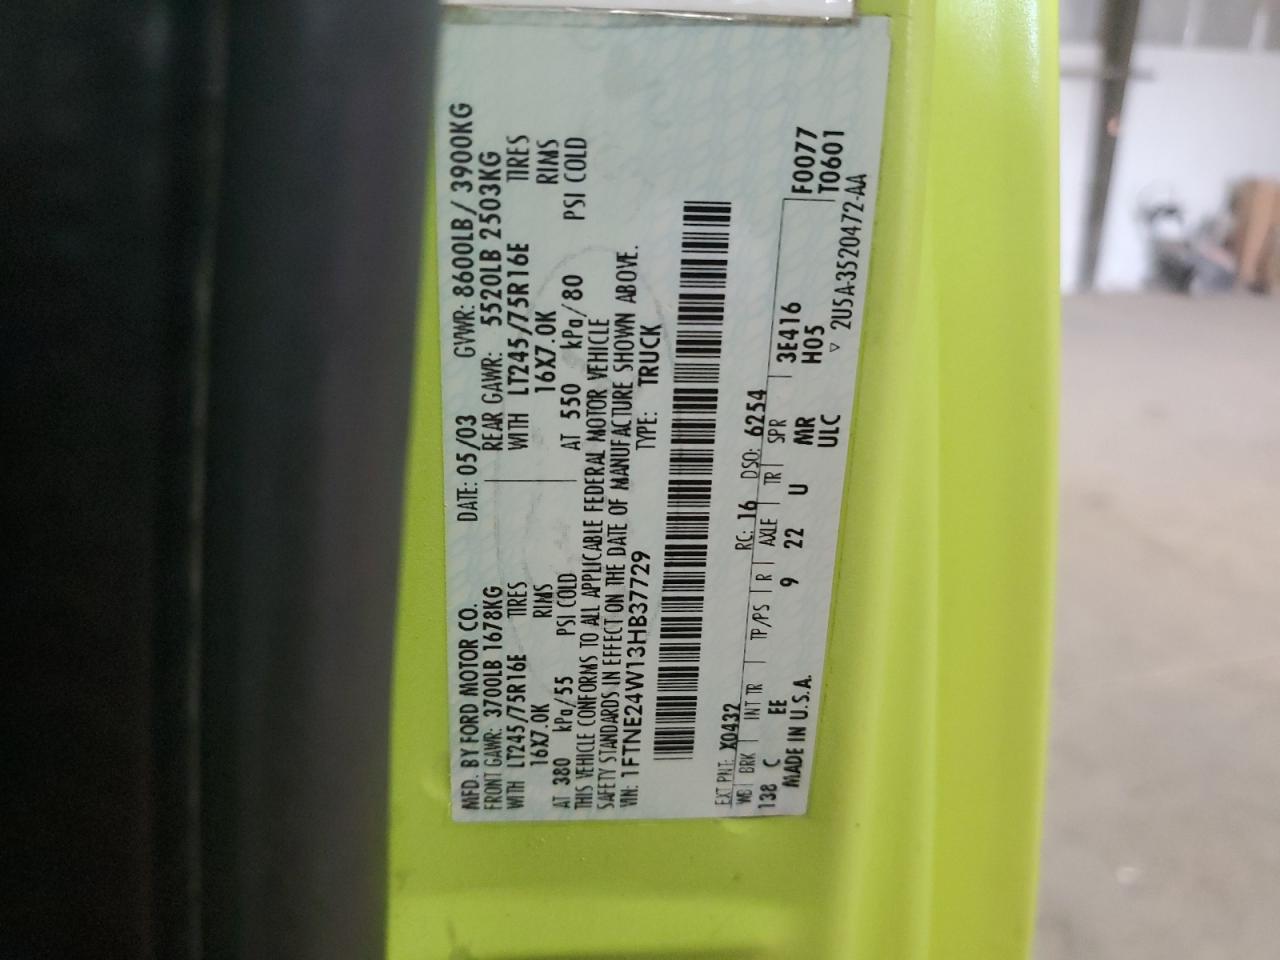 MFD. BY FORD MOTOR CO. DATE: 05/03 GVWR: 8600LB/ 3900KG
FRONT GAWR: 3700LB 1678KG REAR GAWR: 5520LB 2503KG
WITH LT245/75R16E TIRES WITH LT245/75R16E TIRES
16X7.0K RIMS 16X7.0K RIMS
AT 380 kPa/55 PSI COLD AT 550 kPa/80 PSI COLD
THIS VEHICLE CONFORMS TO ALL APPLICABLE FEDERAL MOTOR VEHICLE
SAFETY STANDARDS IN EFFECT ON THE DATE OF MANUFACTURE SHOWN ABOVE.
VIN: 1FTNE24W13HB37729 TYPE: TRUCK
EXT PNT: X0432 RC: 16 DSO: 6254
WB BRK INT TR TP/PS R AXLE TR SPR 3E416 F0077
138 C EE 9 22 U MR H05 T0601
MADE IN U.S.A. ULC ▽ 2U5A-3520472-AA